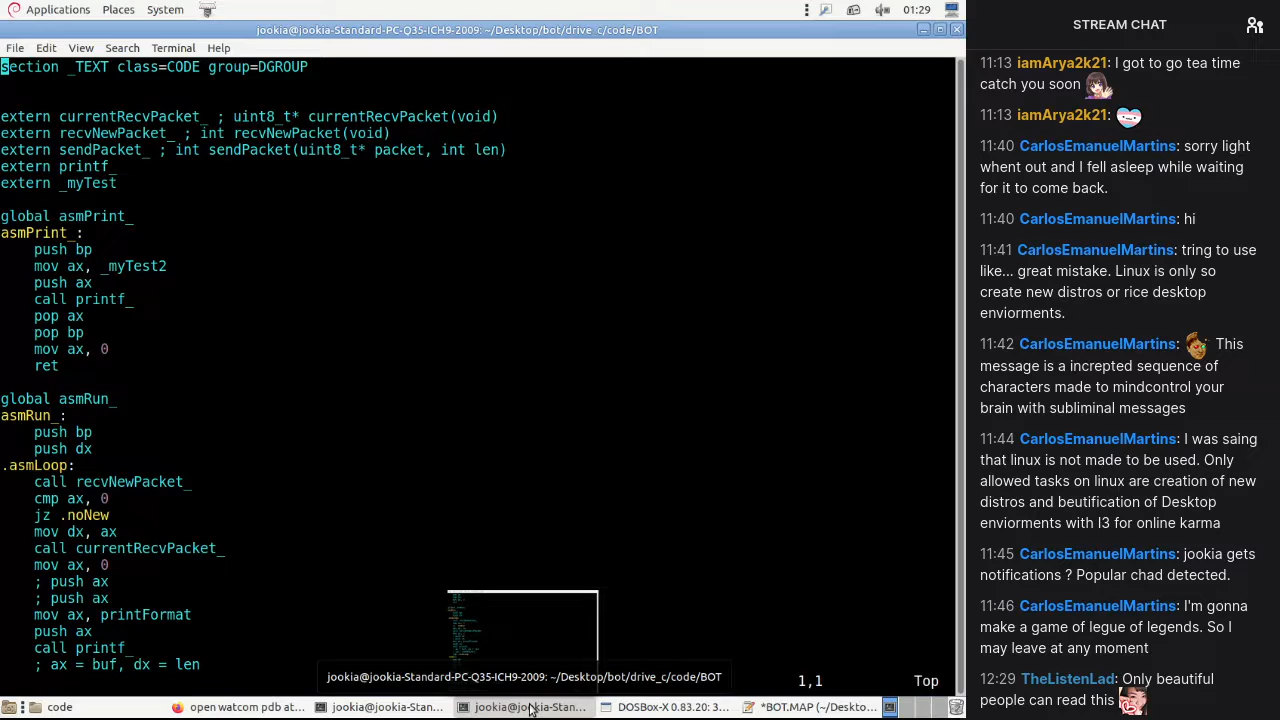 Applications Places System 01:29
jookia@jookia-Standard-PC-Q35-ICH9-2009: ~/Desktop/bot/drive_c/code/BOT
File Edit View Search Terminal Help
section _TEXT class=CODE group=DGROUP
extern currentRecvPacket_ ; uint8_t* currentRecvPacket(void)
extern recvNewPacket_ ; int recvNewPacket(void)
extern sendPacket_ ; int sendPacket(uint8_t* packet, int len)
extern printf_
extern _myTest
global asmPrint_
asmPrint_:
push bp
mov ax, _myTest2
push ax
call printf_
pop ax
pop bp
mov ax, 0
ret
global asmRun_
asmRun_:
push bp
push dx
.asmLoop:
call recvNewPacket_
cmp ax, 0
jz .noNew
mov dx, ax
call currentRecvPacket_
mov ax, 0
; push ax
; push ax
mov ax, printFormat
push ax
call printf_
; ax = buf, dx = len
jookia@jookia-Standard-PC-Q35-ICH9-2009: ~/Desktop/bot/drive_c/code/BOT
1,1 Top
code
open watcom pdb at...
jookia@jookia-Stan...
jookia@jookia-Stan...
DOSBox-X 0.83.20: 3...
*BOT.MAP (~/Deskto...
STREAM CHAT
11:13 iamArya2k21: I got to go tea time
catch you soon
11:13 iamArya2k21:
11:40 CarlosEmanuelMartins: sorry light
whent out and I fell asleep while waiting
for it to come back.
11:40 CarlosEmanuelMartins: hi
11:41 CarlosEmanuelMartins: tring to use
like... great mistake. Linux is only so
create new distros or rice desktop
enviorments.
11:42 CarlosEmanuelMartins: This
message is a increpted sequence of
characters made to mindcontrol your
brain with subliminal messages
11:44 CarlosEmanuelMartins: I was saing
that linux is not made to be used. Only
allowed tasks on linux are creation of new
distros and beutification of Desktop
enviorments with I3 for online karma
11:45 CarlosEmanuelMartins: jookia gets
notifications ? Popular chad detected.
11:46 CarlosEmanuelMartins: I'm gonna
make a game of legue of legends. So I
may leave at any moment
12:29 TheListenLad: Only beautiful
people can read this